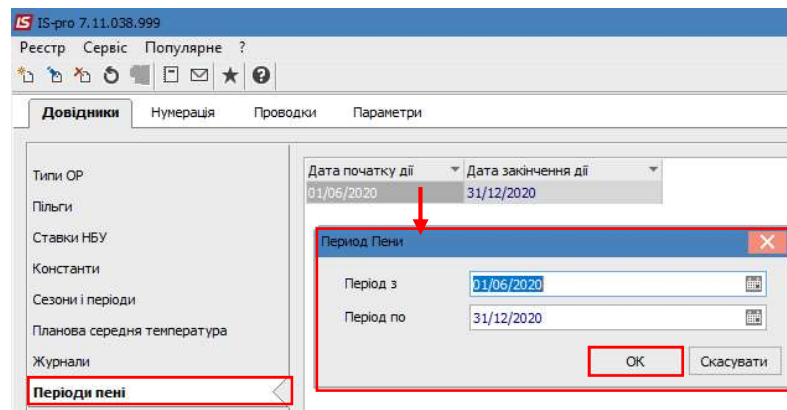 IS-pro 7.11.038.999
Реєстр Сервіс Популярне ?
Довідники Нумерація Проводки Параметри
Типи ОР
Пільги
Ставки НБУ
Константи
Сезони і періоди
Планова середня температура
Журнали
Періоди пені
Дата початку дії Дата закінчення дії
01/06/2020 31/12/2020
Период Пени
Період з 01/06/2020
Період по 31/12/2020
ОК Скасувати